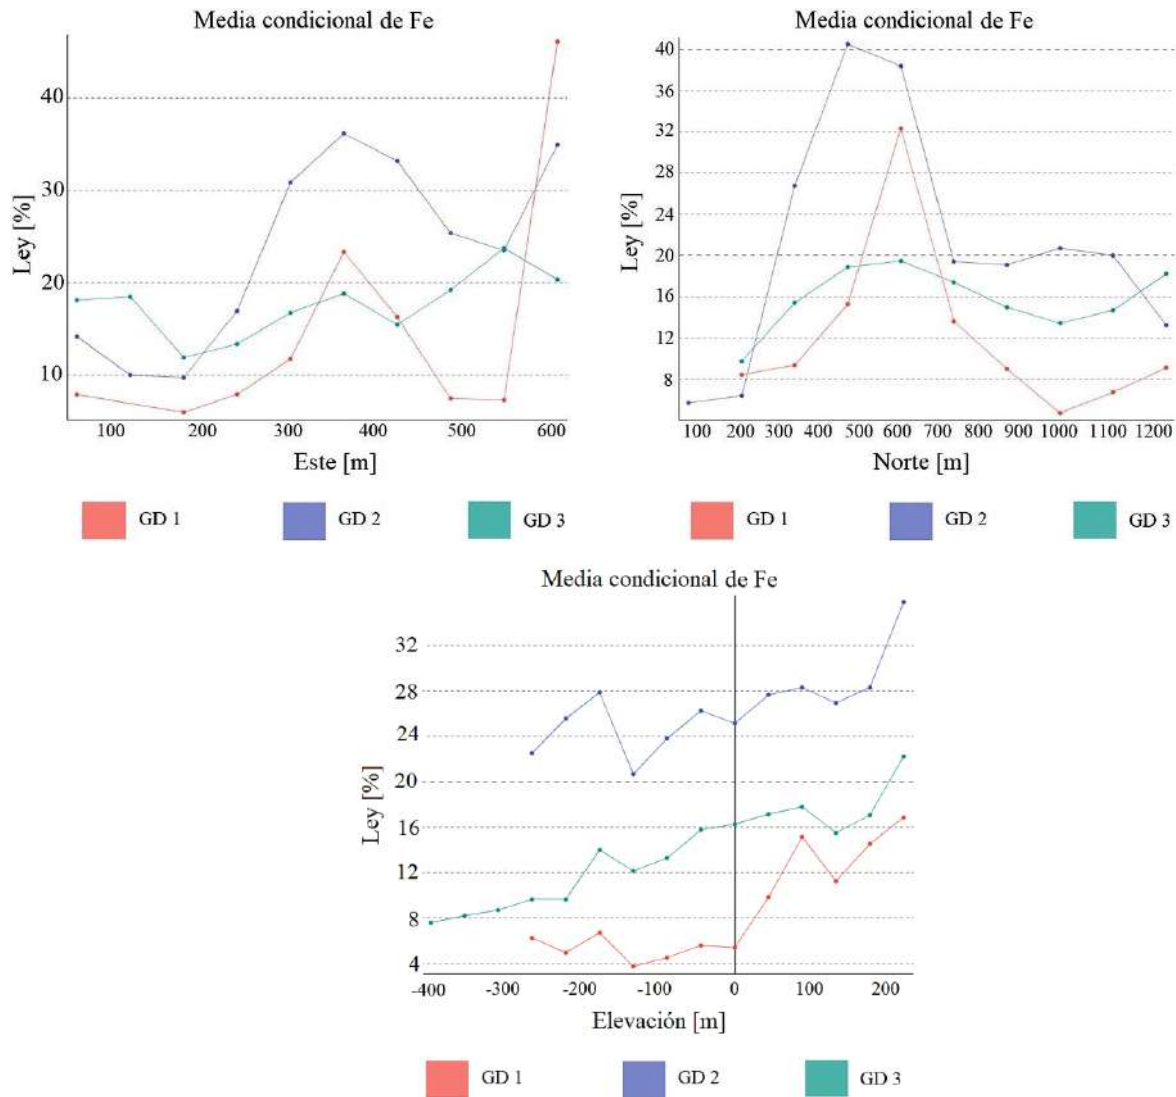 Media condicional de Fe
Ley [%]
40
30
20
10
100 200 300 400 500 600
Este [m]
GD 1 GD 2 GD 3
Media condicional de Fe
Ley [%]
40
36
32
28
24
20
16
12
8
100 200 300 400 500 600 700 800 900 1000 1100 1200
Norte [m]
GD 1 GD 2 GD 3
Media condicional de Fe
Ley [%]
32
28
24
20
16
12
8
4
-400 -300 -200 -100 0 100 200
Elevación [m]
GD 1 GD 2 GD 3